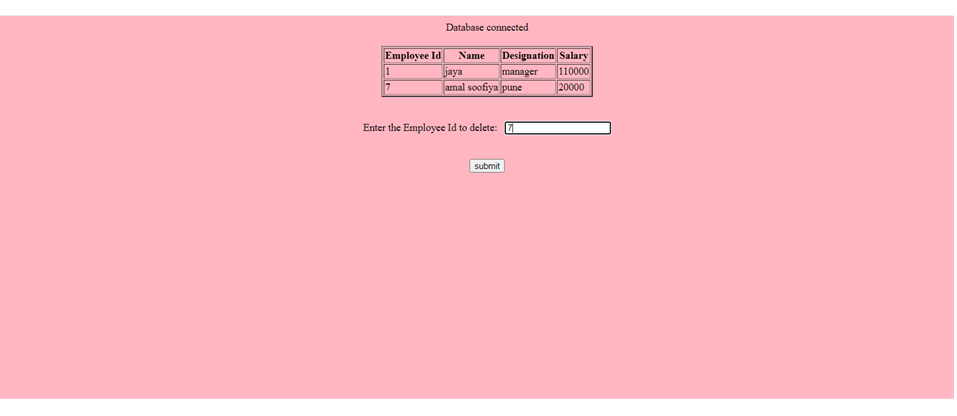 Database connected
Employee Id Name Designation Salary
1 jaya manager 110000
7 amal soofiya pune 20000
Enter the Employee Id to delete: 7
submit